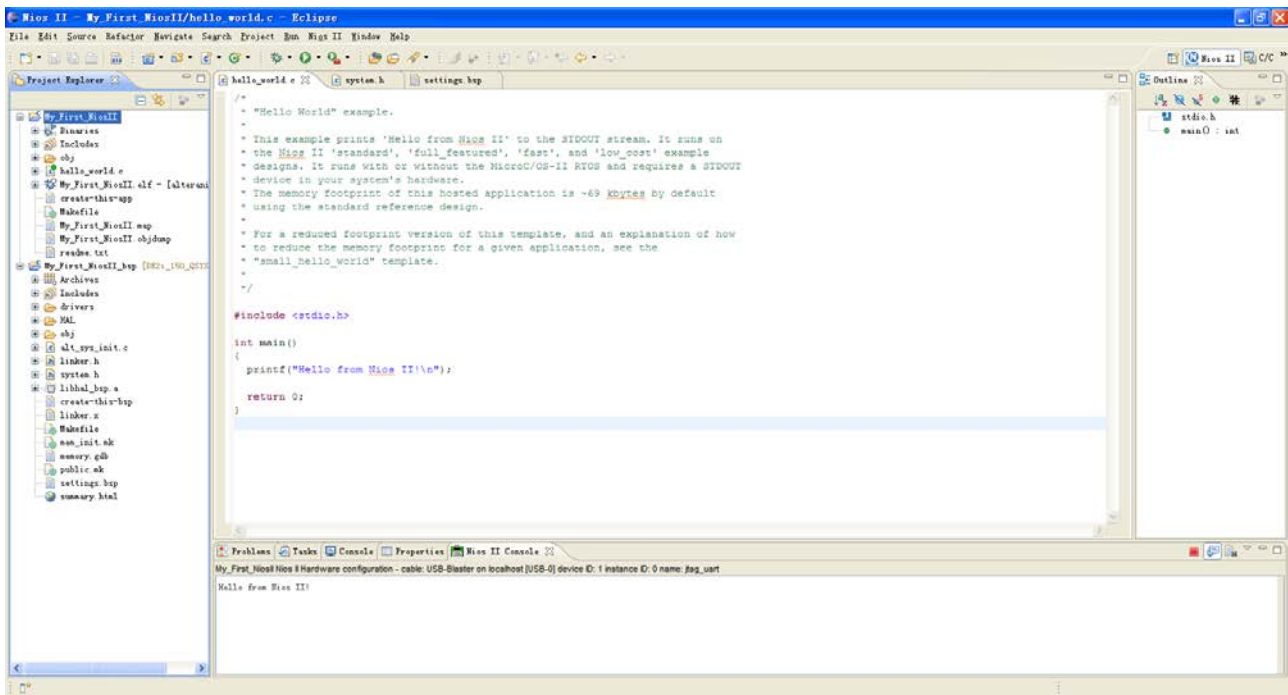 Nios II - My_First_NiosII/hello_world.c - Eclipse
File Edit Source Refactor Navigate Search Project Run Nios II Window Help
Nios II C/C
Project Explorer
My_First_NiosII
Binaries
Includes
obj
hello_world.c
My_First_NiosII.elf - [alterani
create-this-app
Makefile
My_First_NiosII.map
My_First_NiosII.objdump
readme.txt
My_First_NiosII_bsp
Archives
Includes
drivers
HAL
obj
alt_sys_init.c
linker.h
system.h
libhal_bsp.a
create-this-bsp
linker.x
Makefile
mem_init.mk
memory.gdb
public.mk
settings.bsp
summary.html
hello_world.c system.h settings.bsp
/*
* "Hello World" example.
*
* This example prints 'Hello from Nios II' to the STDOUT stream. It runs on
* the Nios II 'standard', 'full_featured', 'fast', and 'low_cost' example
* designs. It runs with or without the MicroC/OS-II RTOS and requires a STDOUT
* device in your system's hardware.
* The memory footprint of this hosted application is ~69 kbytes by default
* using the standard reference design.
*
* For a reduced footprint version of this template, and an explanation of how
* to reduce the memory footprint for a given application, see the
* "small_hello_world" template.
*
*/
#include <stdio.h>
int main()
{
printf("Hello from Nios II!\n");
return 0;
}
Outline
stdio.h
main() : int
Problems Tasks Console Properties Nios II Console
My_First_NiosII Nios II Hardware configuration - cable: USB-Blaster on localhost [USB-0] device ID: 1 instance ID: 0 name: jtag_uart
Hello from Nios II!